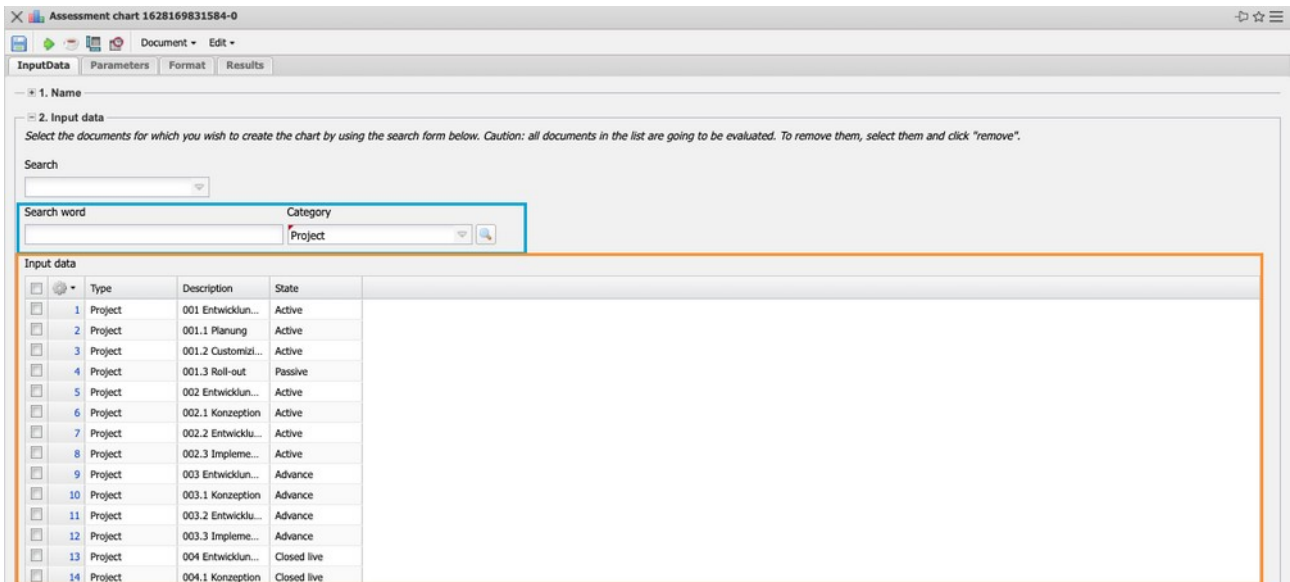 Assessment chart 1628169831584-0
Document Edit
InputData Parameters Format Results
1. Name
2. Input data
Select the documents for which you wish to create the chart by using the search form below. Caution: all documents in the list are going to be evaluated. To remove them, select them and click "remove".
Search
Search word Category
Project
Input data
Type Description State
1 Project 001 Entwicklun... Active
2 Project 001.1 Planung Active
3 Project 001.2 Customizi... Active
4 Project 001.3 Roll-out Passive
5 Project 002 Entwicklun... Active
6 Project 002.1 Konzeption Active
7 Project 002.2 Entwicklu... Active
8 Project 002.3 Impleme... Active
9 Project 003 Entwicklun... Advance
10 Project 003.1 Konzeption Advance
11 Project 003.2 Entwicklu... Advance
12 Project 003.3 Impleme... Advance
13 Project 004 Entwicklun... Closed live
14 Project 004.1 Konzeption Closed live